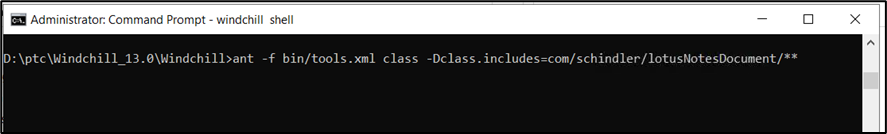 Administrator: Command Prompt - windchill  shell
D:\ptc\Windchill_13.0\Windchill>ant -f bin/tools.xml class -Dclass.includes=com/schindler/lotusNotesDocument/**